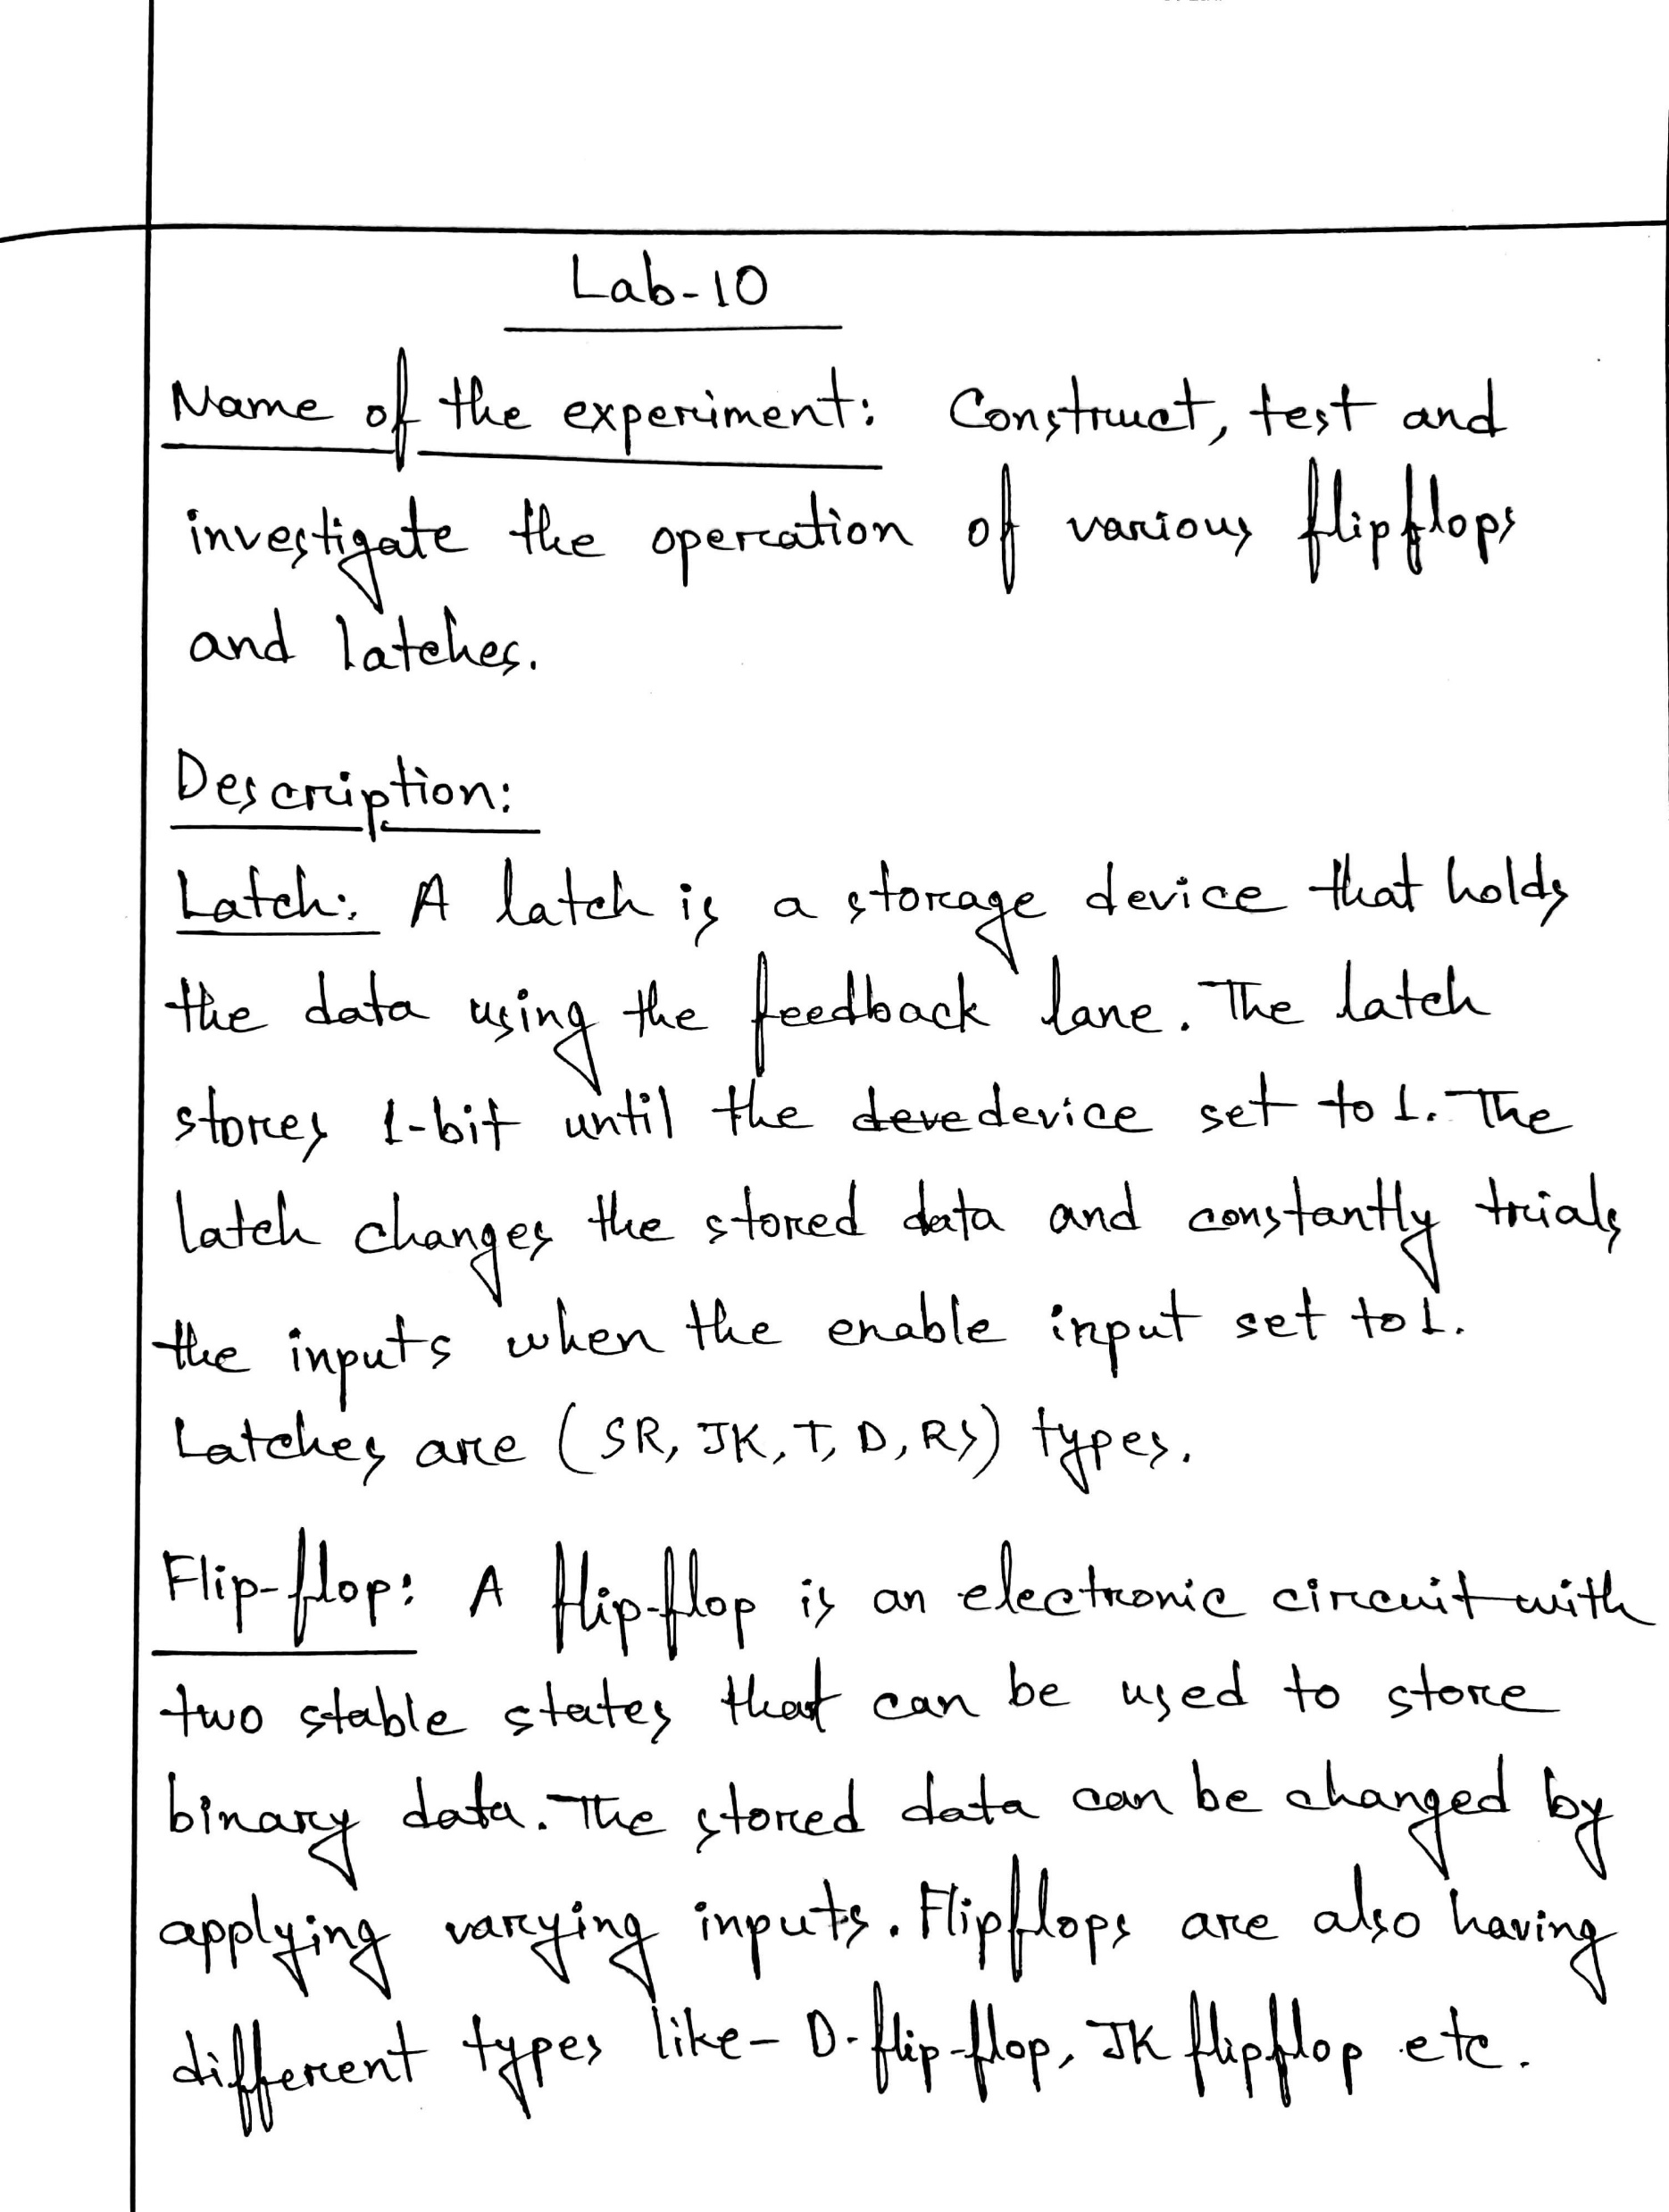 Lab-10
Name of the experiment: Construct, test and
investigate the operation of various flipflops
and latches.
Description:
Latch: A latch is a storage device that holds
the data using the feedback lane. The latch
stores 1-bit until the deve device set to 1. The
latch changes the stored data and constantly trials
the inputs when the enable input set to 1.
Latches are (SR, JK, T, D, RS) types.
Flip-flop: A flip-flop is an electronic circuit with
two stable states that can be used to store
binary data. The stored data can be changed by
applying varying inputs. Flipflops are also having
different types like- D-flip-flop, JK flipflop etc.